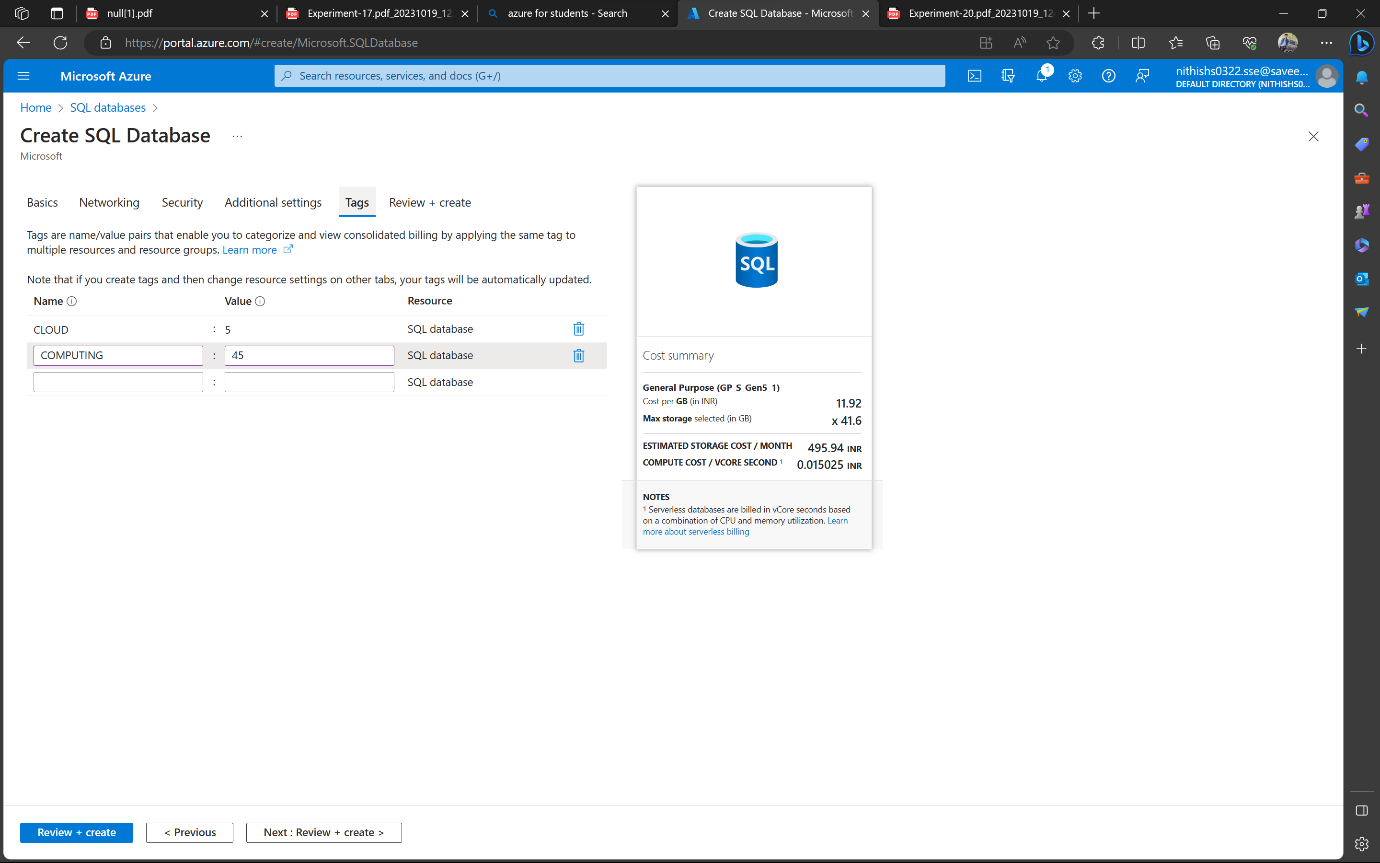 null[1].pdf
Experiment-17.pdf_20231019_12
azure for students - Search
Create SQL Database - Microsoft
Experiment-20.pdf_20231019_12
https://portal.azure.com/#create/Microsoft.SQLDatabase
Microsoft Azure
Search resources, services, and docs (G+/)
1
nithishs0322.sse@savee...
DEFAULT DIRECTORY (NITHISHS0...
Home > SQL databases >
Create SQL Database ...
Microsoft
Basics Networking Security Additional settings Tags Review + create
Tags are name/value pairs that enable you to categorize and view consolidated billing by applying the same tag to
multiple resources and resource groups. Learn more
Note that if you create tags and then change resource settings on other tabs, your tags will be automatically updated.
Name Value Resource
CLOUD : 5 SQL database
COMPUTING : 45 SQL database
: SQL database
SQL
Cost summary
General Purpose (GP_S_Gen5_1)
Cost per GB (in INR) 11.92
Max storage selected (in GB) x 41.6
ESTIMATED STORAGE COST / MONTH 495.94 INR
COMPUTE COST / VCORE SECOND ¹ 0.015025 INR
NOTES
¹ Serverless databases are billed in vCore seconds based
on a combination of CPU and memory utilization. Learn
more about serverless billing
Review + create < Previous Next : Review + create >